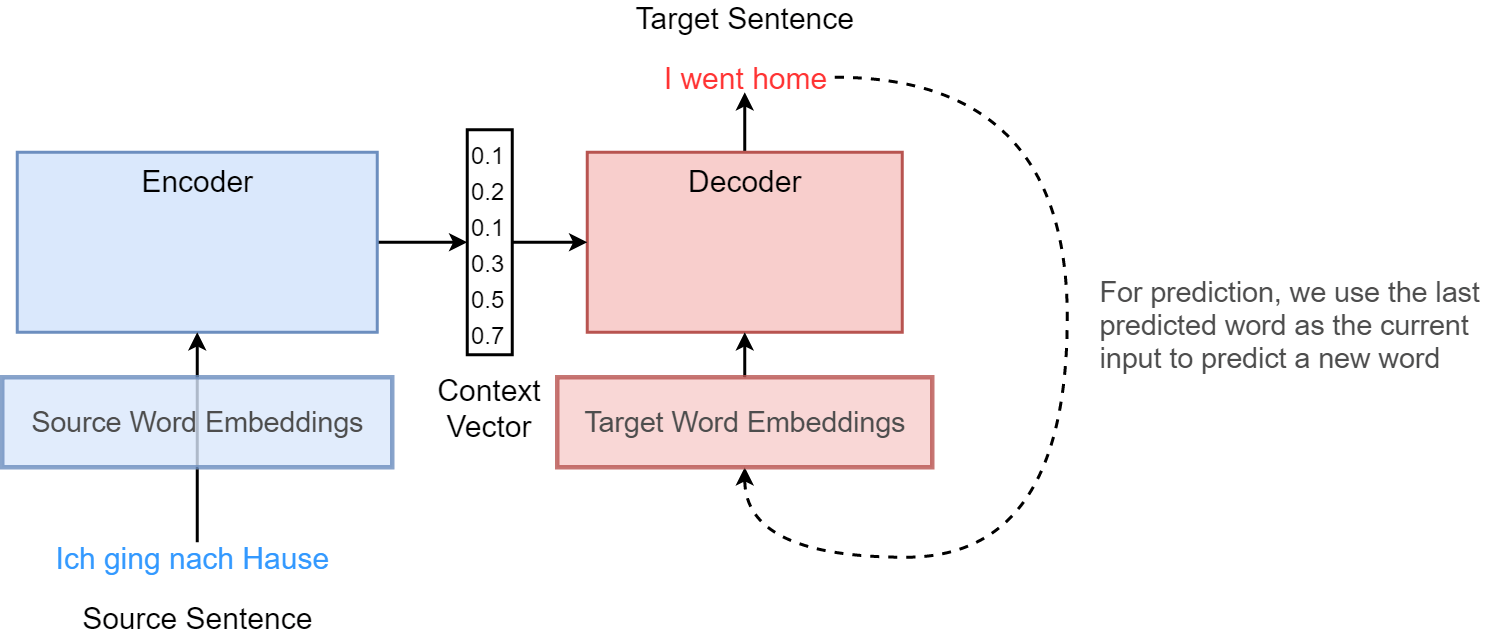 Target Sentence
I went home
Encoder
0.1
0.2
0.1
0.3
0.5
0.7
Decoder
For prediction, we use the last
predicted word as the current
input to predict a new word
Source Word Embeddings
Context
Vector
Target Word Embeddings
Ich ging nach Hause
Source Sentence